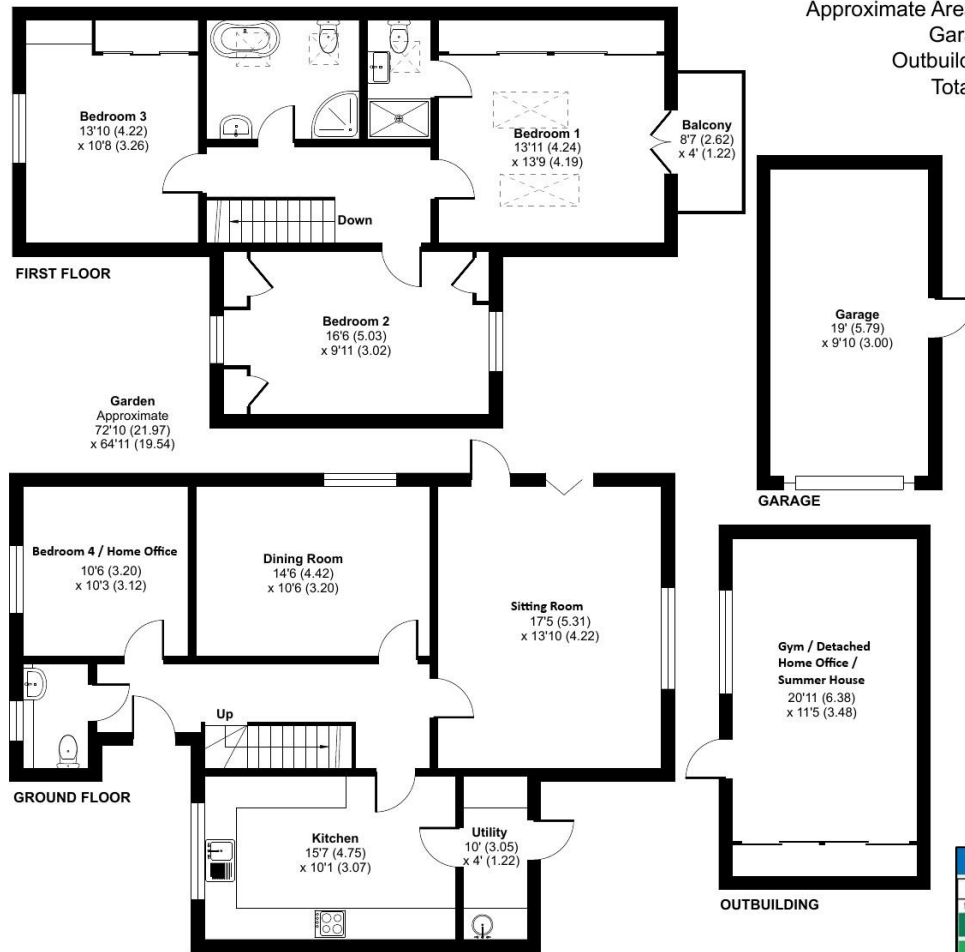 Approximate Are
Gar
Outbuild
Tota
Bedroom 3
13'10 (4.22)
x 10'8 (3.26)
Bedroom 1
13'11 (4.24)
x 13'9 (4.19)
Balcony
8'7 (2.62)
x 4' (1.22)
Down
FIRST FLOOR
Bedroom 2
16'6 (5.03)
x 9'11 (3.02)
Garage
19' (5.79)
x 9'10 (3.00)
GARAGE
Garden
Approximate
72'10 (21.97)
x 64'11 (19.54)
Bedroom 4 / Home Office
10'6 (3.20)
x 10'3 (3.12)
Dining Room
14'6 (4.42)
x 10'6 (3.20)
Sitting Room
17'5 (5.31)
x 13'10 (4.22)
Gym / Detached
Home Office /
Summer House
20'11 (6.38)
x 11'5 (3.48)
Up
GROUND FLOOR
Kitchen
15'7 (4.75)
x 10'1 (3.07)
Utility
10' (3.05)
x 4' (1.22)
OUTBUILDING